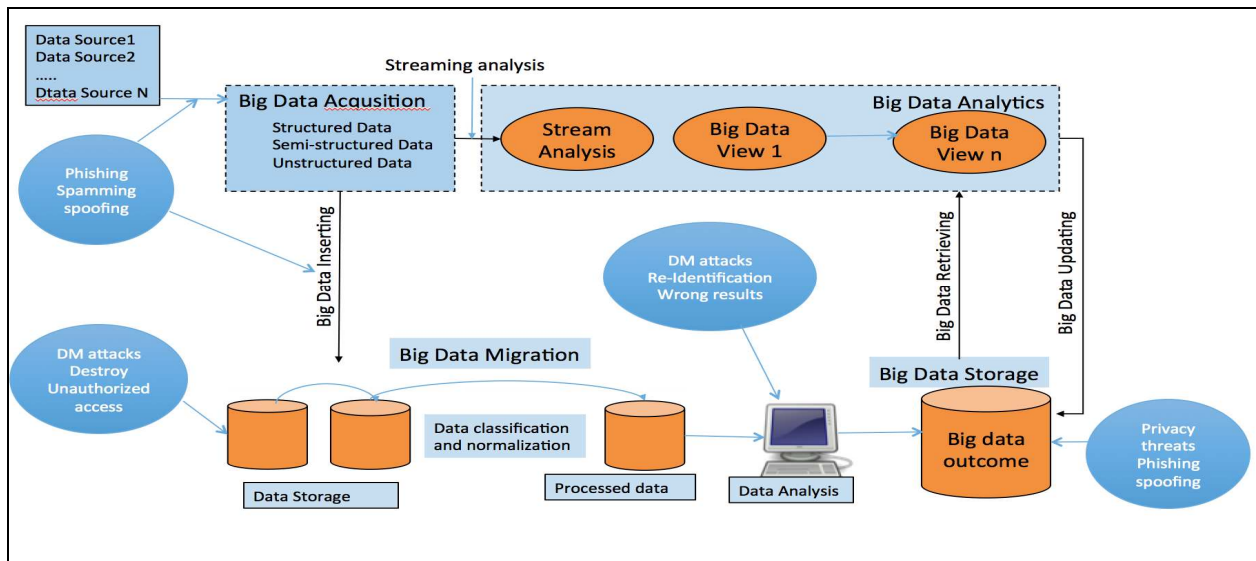 Data Source1
Data Source2
.....
Dtata Source N
Streaming analysis
Big Data Acqusition
Structured Data
Semi-structured Data
Unstructured Data
Big Data Analytics
Stream
Analysis
Big Data
View 1
Big Data
View n
Phishing
Spamming
spoofing
Big Data Inserting
DM attacks
Re-Identification
Wrong results
Big Data Retrieving
Big Data Updating
DM attacks
Destroy
Unauthorized
access
Big Data Migration
Big Data Storage
Data classification
and normalization
Big data
outcome
Privacy
threats
Phishing
spoofing
Data Storage
Processed data
Data Analysis